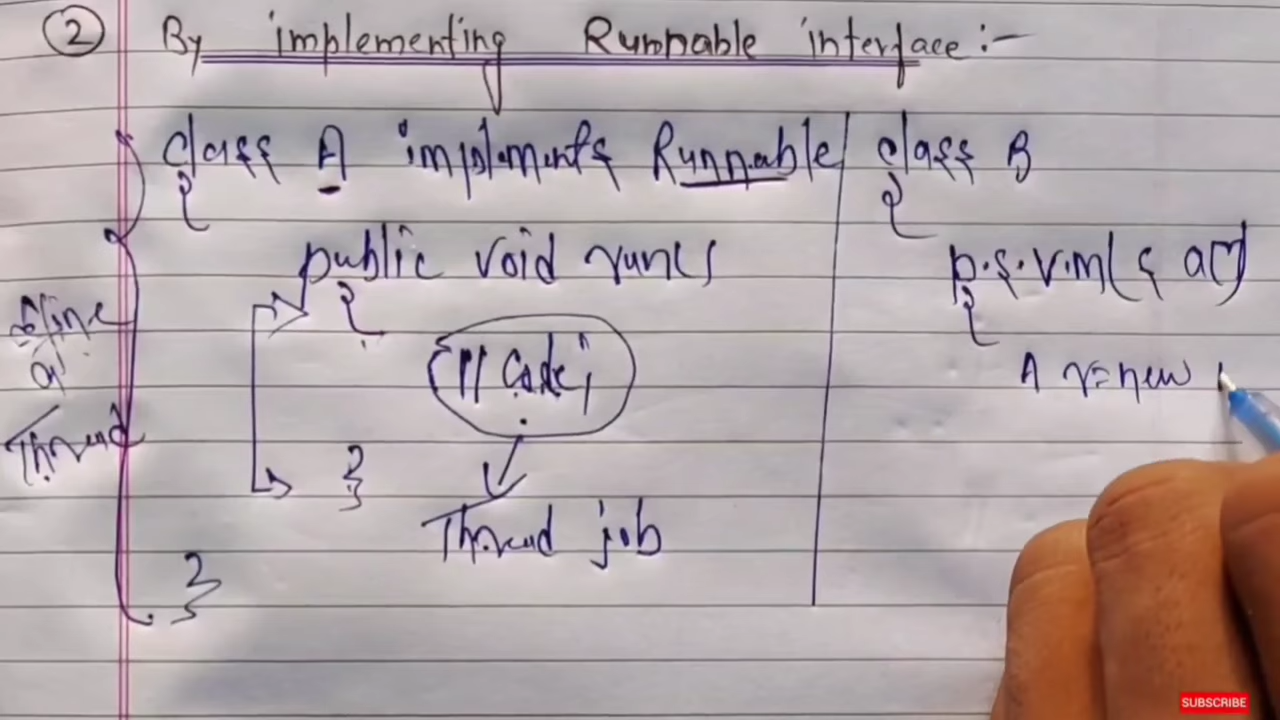 2 By implementing Runnable interface :-
class A implements Runnable
{
public void run()
{
// Code;
}
Thread job
}
Define
a
Thread
class B
{
p.s.v.m(S a[])
{
A r=new
SUBSCRIBE